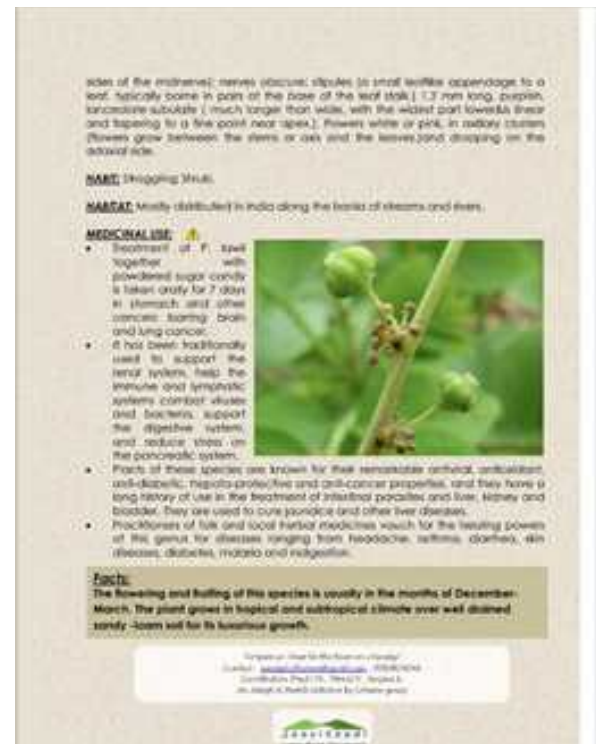 sides of the midnerve); nerves obscure; stipules (a small leaflike appendage to a
leaf, typically borne in pairs at the base of the leaf stalk.) 1.3 mm long, purplish,
lanceolate subulate ( much longer than wide, with the widest part lower& linear
and tapering to a fine point near apex.). Flowers white or pink, in axillary clusters
(flowers grow between the stems or axis and the leaves.)and drooping on the
adaxial side.
HABIT: Straggling Shrub.
HABITAT: Mostly distributed in India along the banks of streams and rivers.
MEDICINAL USE:
• Treatment of P.
together with
powdered sugar candy
is taken orally for 7 days
in stomach and other
cancers barring brain
and lung cancer.
• It has been traditionally
used to support the
renal system, help the
immune and lymphatic
systems combat viruses
and bacteria, support
the digestive system,
and reduce stress on
the pancreatic system.
• Plants of these species are known for their remarkable antiviral, antioxidant,
anti-diabetic, hepato-protective and anti-cancer properties, and they have a
long history of use in the treatment of intestinal parasites and liver, kidney and
bladder. They are used to cure jaundice and other liver diseases.
• Practitioners of folk and local herbal medicines vouch for the healing powers
of this genus for diseases ranging from headache, asthma, diarrhea, skin
diseases, diabetes, malaria and indigestion.
Facts:
The flowering and fruiting of this species is usually in the months of December-
March. The plant grows in tropical and subtropical climate over well drained
sandy –loam soil for its luxurious growth.